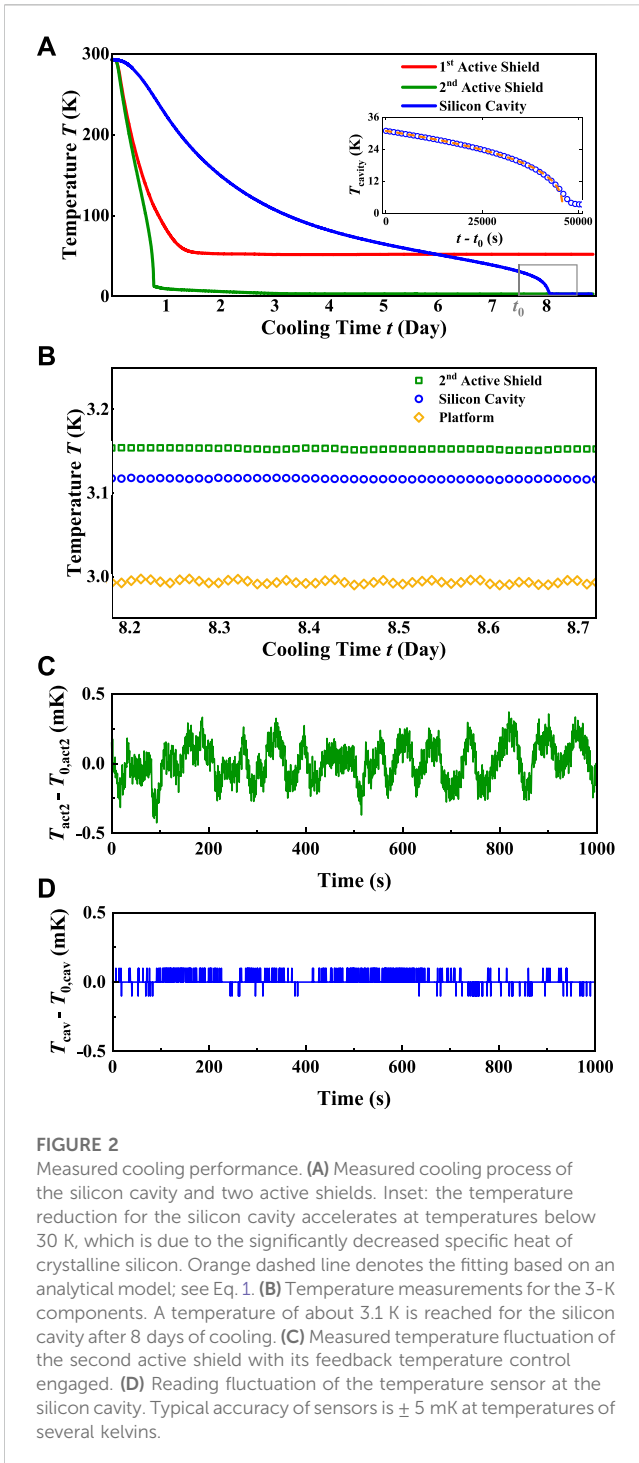 A
300
200
100
0
Temperature T (K)
1st Active Shield
2nd Active Shield
Silicon Cavity
36
24
12
0
Tcavity (K)
0 25000 50000
t - t0 (s)
1 2 3 4 5 6 7 t0 8
Cooling Time t (Day)
B
3.2
3.1
3.0
Temperature T (K)
2nd Active Shield
Silicon Cavity
Platform
8.2 8.3 8.4 8.5 8.6 8.7
Cooling Time t (Day)
C
0.5
0.0
-0.5
Tact2 - T0,act2 (mK)
0 200 400 600 800 1000
Time (s)
D
0.5
0.0
-0.5
Tcav - T0,cav (mK)
0 200 400 600 800 1000
Time (s)
FIGURE 2
Measured cooling performance. (A) Measured cooling process of
the silicon cavity and two active shields. Inset: the temperature
reduction for the silicon cavity accelerates at temperatures below
30 K, which is due to the significantly decreased specific heat of
crystalline silicon. Orange dashed line denotes the fitting based on an
analytical model; see Eq. 1. (B) Temperature measurements for the 3-K
components. A temperature of about 3.1 K is reached for the silicon
cavity after 8 days of cooling. (C) Measured temperature fluctuation of
the second active shield with its feedback temperature control
engaged. (D) Reading fluctuation of the temperature sensor at the
silicon cavity. Typical accuracy of sensors is ± 5 mK at temperatures of
several kelvins.